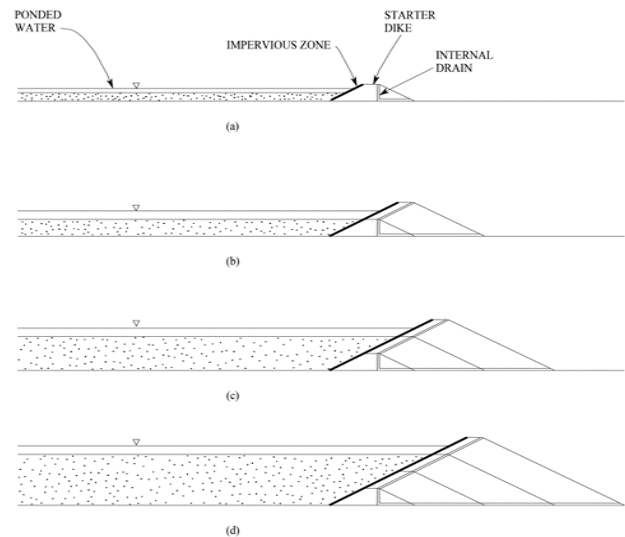 PONDED
WATER
IMPERVIOUS ZONE
STARTER
DIKE
INTERNAL
DRAIN
(a)
(b)
(c)
(d)